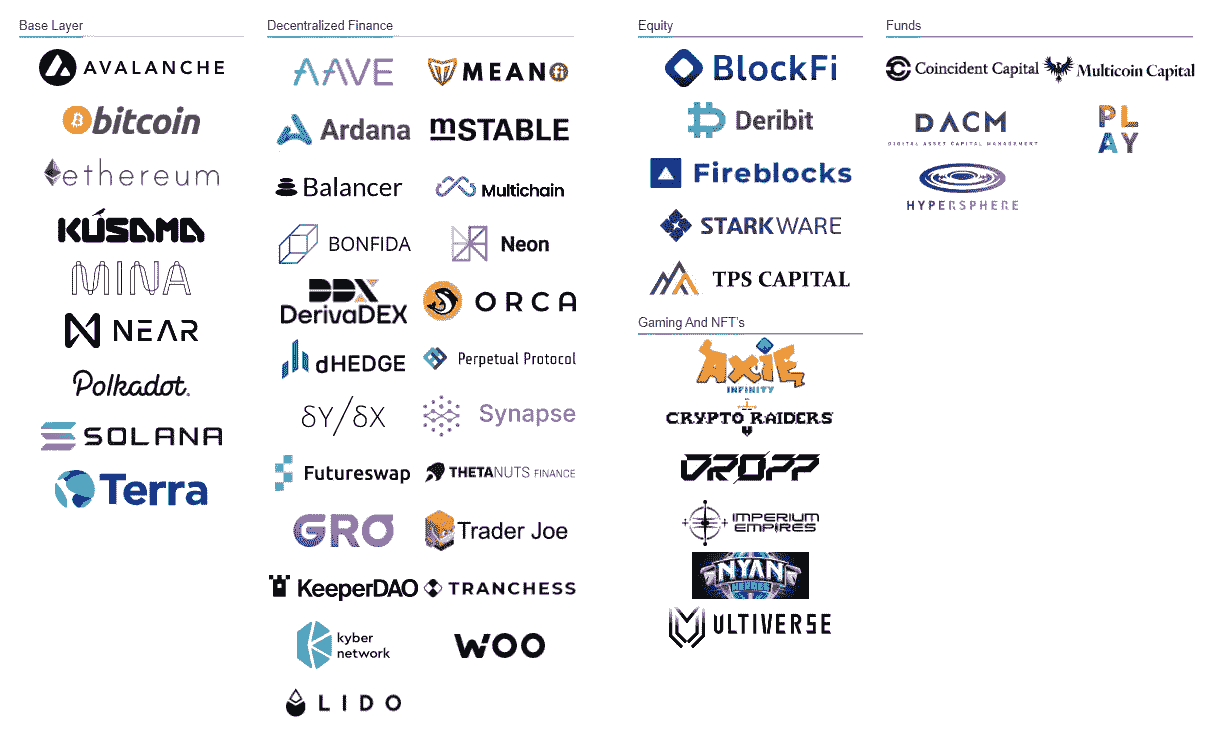 Base Layer
AVALANCHE
bitcoin
ethereum
KUSAMA
MINA
NEAR
Polkadot.
SOLANA
Terra
Decentralized Finance
AAVE
MEAN
Ardana
mSTABLE
Balancer
Multichain
BONFIDA
Neon
DDX
DerivaDEX
ORCA
dHEDGE
Perpetual Protocol
δY/δX
Synapse
Futureswap
THETANUTS FINANCE
GRO
Trader Joe
KeeperDAO
TRANCHESS
kyber
network
WOO
LIDO
Equity
BlockFi
Deribit
Fireblocks
STARKWARE
TPS CAPITAL
Gaming And NFT's
AXIE
INFINITY
CRYPTO RAIDERS
DROPP
IMPERIUM
EMPIRES
NYAN
HEROES
ULTIVERSE
Funds
Coincident Capital
Multicoin Capital
DACM
DIGITAL ASSET CAPITAL MANAGEMENT
PL
AY
HYPERSPHERE